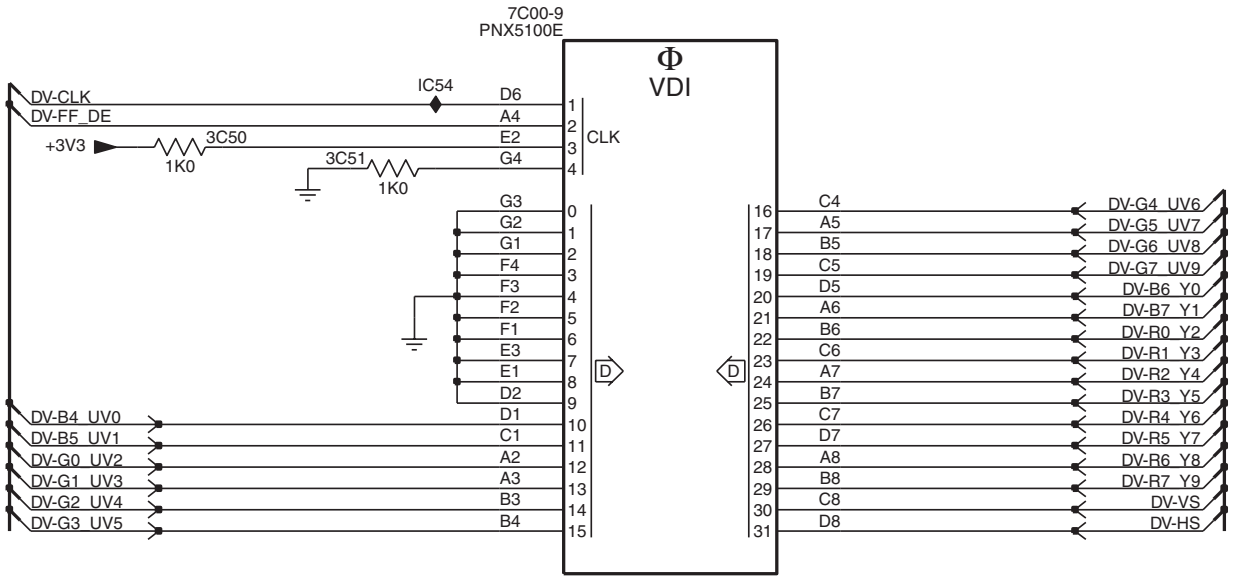 7C00-9
PNX5100E
Φ
VDI
IC54
DV-CLK D6 1
DV-FF_DE A4 2
CLK
+3V3 3C50 1K0 E2 3
3C51 1K0 G4 4
G3 0
G2 1
G1 2
F4 3
F3 4
F2 5
F1 6
E3 7
E1 8
D2 9
D D
DV-B4_UV0 D1 10
DV-B5_UV1 C1 11
DV-G0_UV2 A2 12
DV-G1_UV3 A3 13
DV-G2_UV4 B3 14
DV-G3_UV5 B4 15
16 C4 DV-G4_UV6
17 A5 DV-G5_UV7
18 B5 DV-G6_UV8
19 C5 DV-G7_UV9
20 D5 DV-B6_Y0
21 A6 DV-B7_Y1
22 B6 DV-R0_Y2
23 C6 DV-R1_Y3
24 A7 DV-R2_Y4
25 B7 DV-R3_Y5
26 C7 DV-R4_Y6
27 D7 DV-R5_Y7
28 A8 DV-R6_Y8
29 B8 DV-R7_Y9
30 C8 DV-VS
31 D8 DV-HS